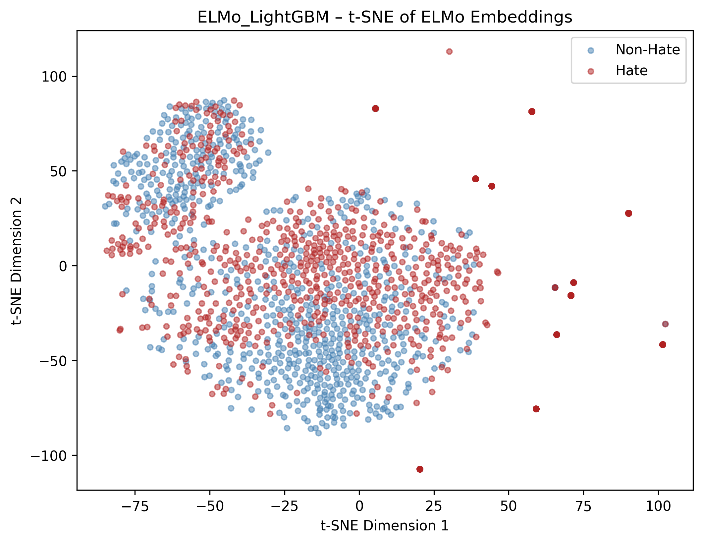 ELMo_LightGBM – t-SNE of ELMo Embeddings
Non-Hate
Hate
t-SNE Dimension 2
100
50
0
−50
−100
−75
−50
−25
0
25
50
75
100
t-SNE Dimension 1